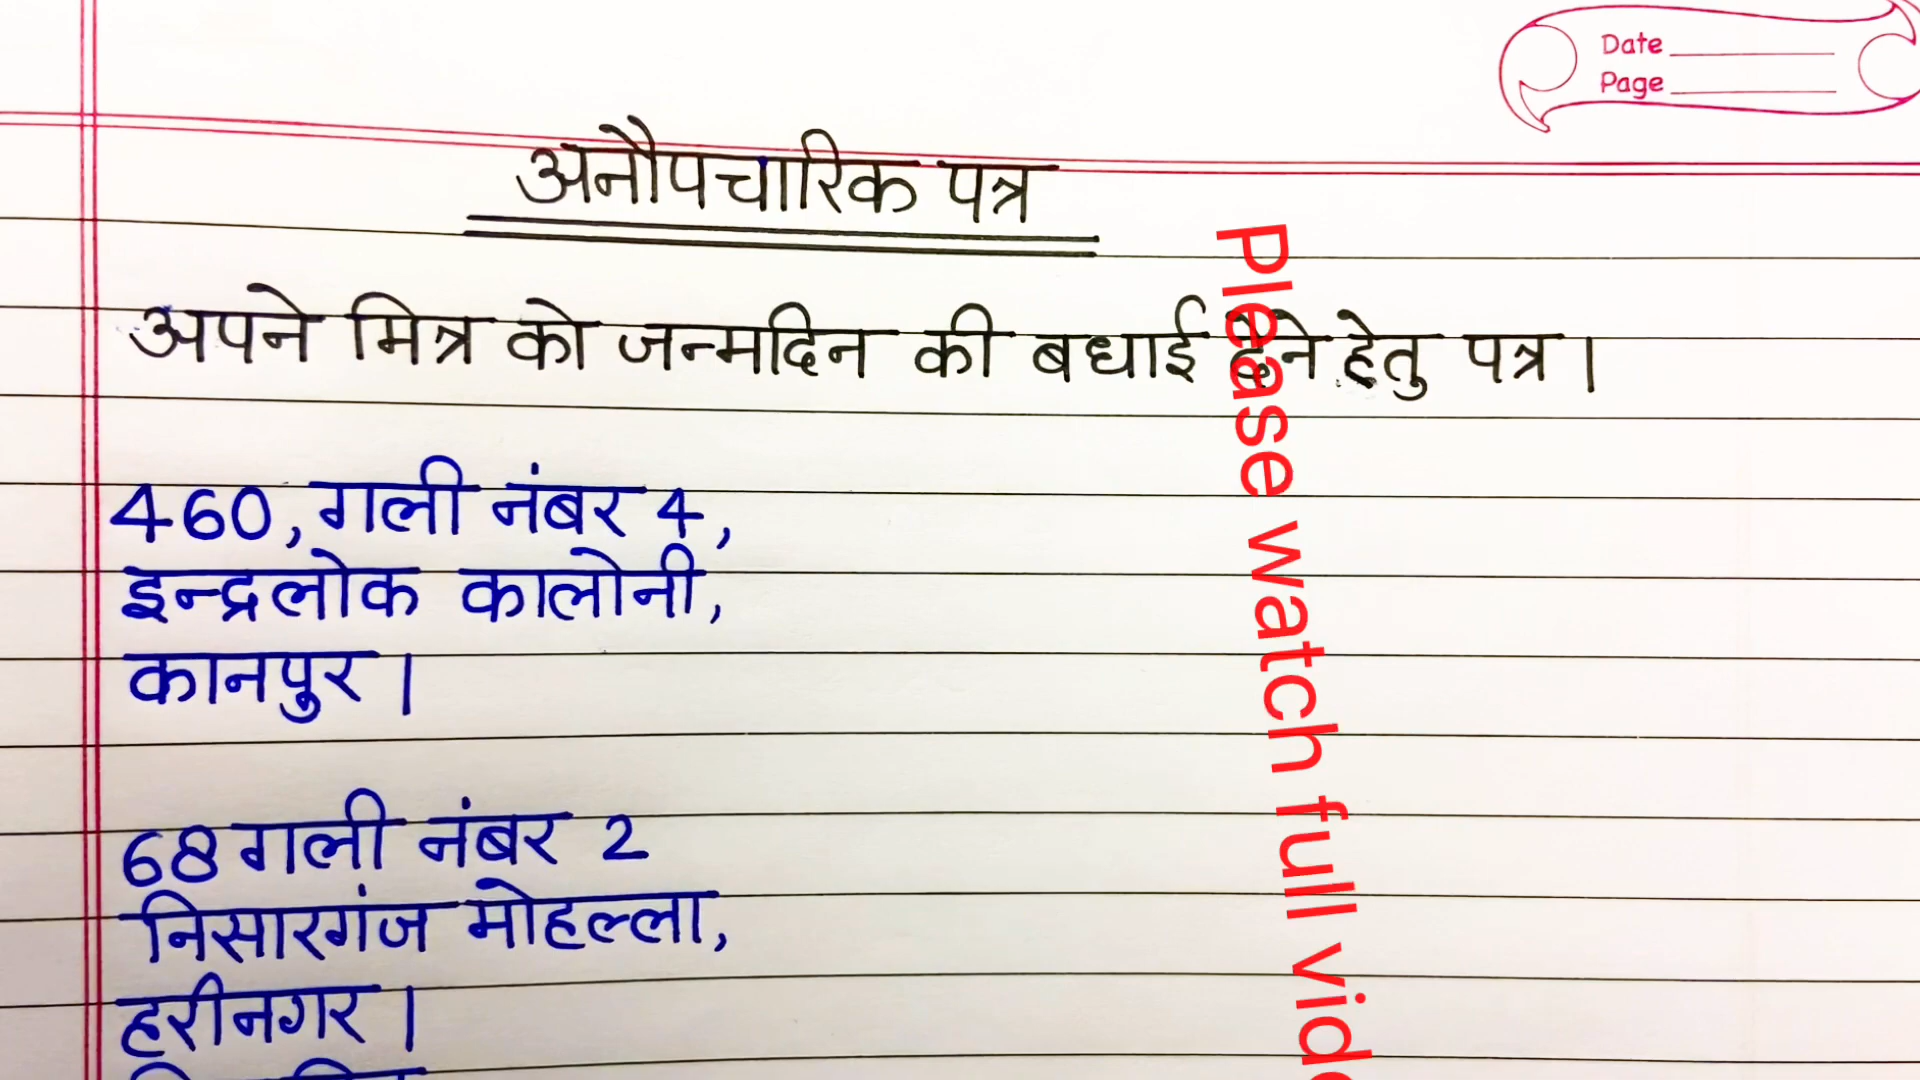 Date
Page
अनौपचारिक पत्र
अपने मित्र को जन्मदिन की बधाई देने हेतु पत्र।
460, गली नंबर 4,
इन्द्रलोक कालोनी,
कानपुर।
68 गली नंबर 2
निसारगंज मोहल्ला,
हरीनगर।
Please watch full vide